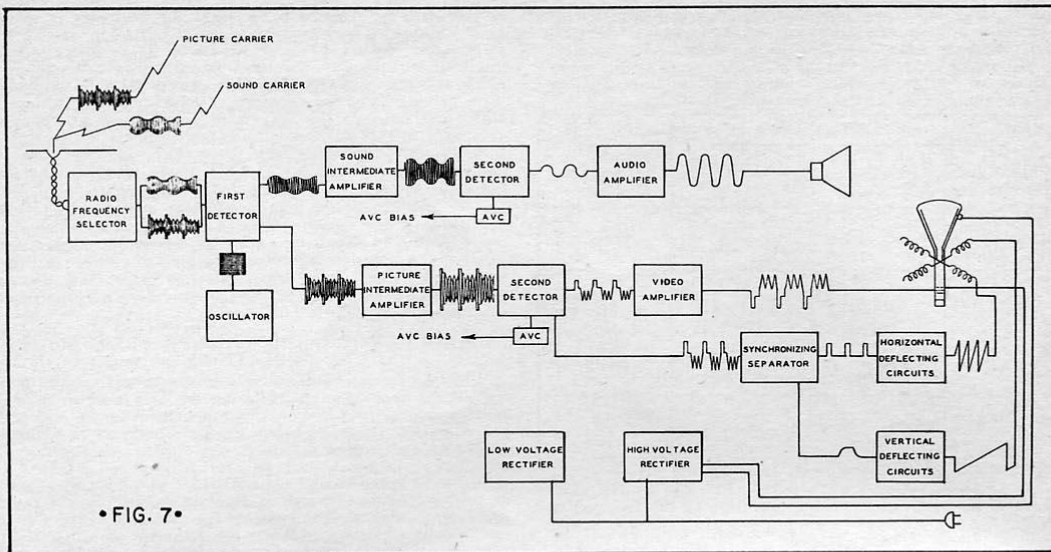 PICTURE CARRIER
SOUND CARRIER
RADIO
FREQUENCY
SELECTOR
FIRST
DETECTOR
SOUND
INTERMEDIATE
AMPLIFIER
SECOND
DETECTOR
AUDIO
AMPLIFIER
AVC BIAS
AVC
OSCILLATOR
PICTURE
INTERMEDIATE
AMPLIFIER
SECOND
DETECTOR
VIDEO
AMPLIFIER
AVC BIAS
AVC
SYNCHRONIZING
SEPARATOR
HORIZONTAL
DEFLECTING
CIRCUITS
LOW VOLTAGE
RECTIFIER
HIGH VOLTAGE
RECTIFIER
VERTICAL
DEFLECTING
CIRCUITS
• FIG. 7 •